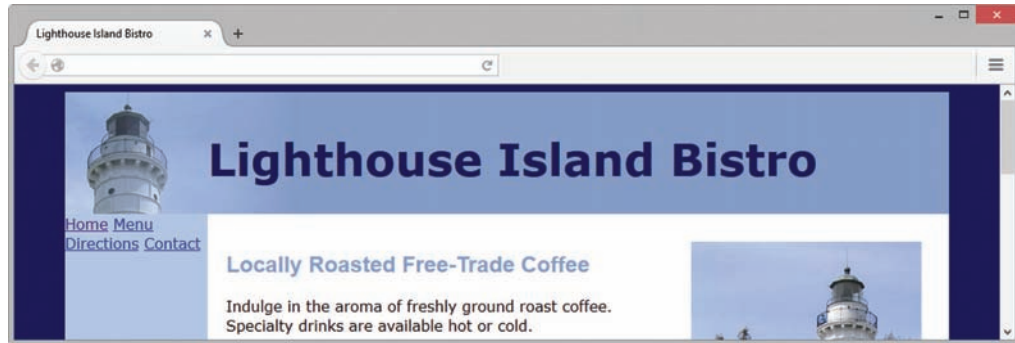 Lighthouse Island Bistro
Lighthouse Island Bistro
Home Menu
Directions Contact
Locally Roasted Free-Trade Coffee
Indulge in the aroma of freshly ground roast coffee.
Specialty drinks are available hot or cold.